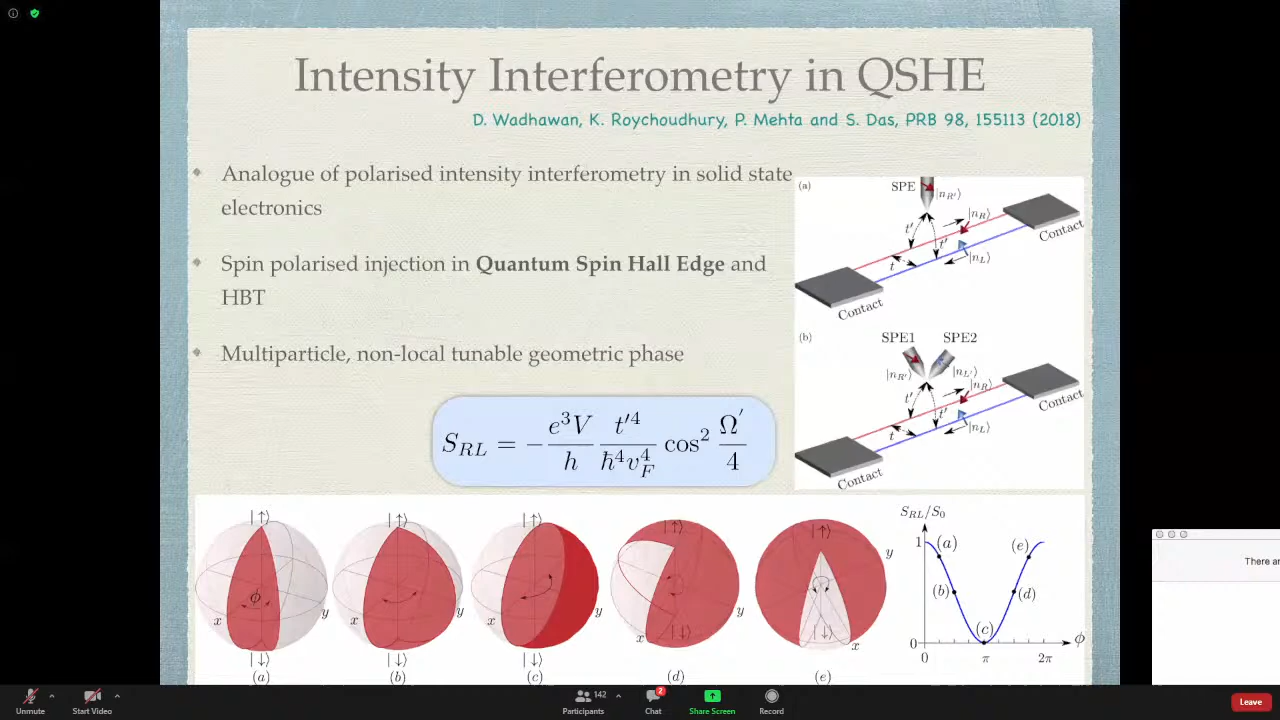 Intensity Interferometry in QSHE
D. Wadhawan, K. Roychoudhury, P. Mehta and S. Das, PRB 98, 155113 (2018)
Analogue of polarised intensity interferometry in solid state
electronics
Spin polarised injection in Quantum Spin Hall Edge and
HBT
Multiparticle, non-local tunable geometric phase
S_{RL} = - \frac{e^3 V}{h} \frac{t'^4}{\hbar^4 v_F^4} \cos^2 \frac{\Omega'}{4}
(a)
SPE
|n_{R'}⟩
|n_R⟩
t'
t'
|n_L⟩
t
Contact
Contact
(b)
SPE1 SPE2
|n_{R'}⟩
|n_{L'}⟩
|n_R⟩
t'
t'
|n_L⟩
t
Contact
Contact
|↑⟩ |↑⟩ |↑⟩ |↑⟩ |↑⟩
ϕ
x y x y x y x y x
|↓⟩ |↓⟩ |↓⟩ |↓⟩ |↓⟩
(a) (b) (c) (d) (e)
S_{RL}/S_0
1
(a) (e)
(b) (d)
(c)
0
ϕ
0 π 2π
There ar
142
2
Unmute Start Video Participants Chat Share Screen Record Leave